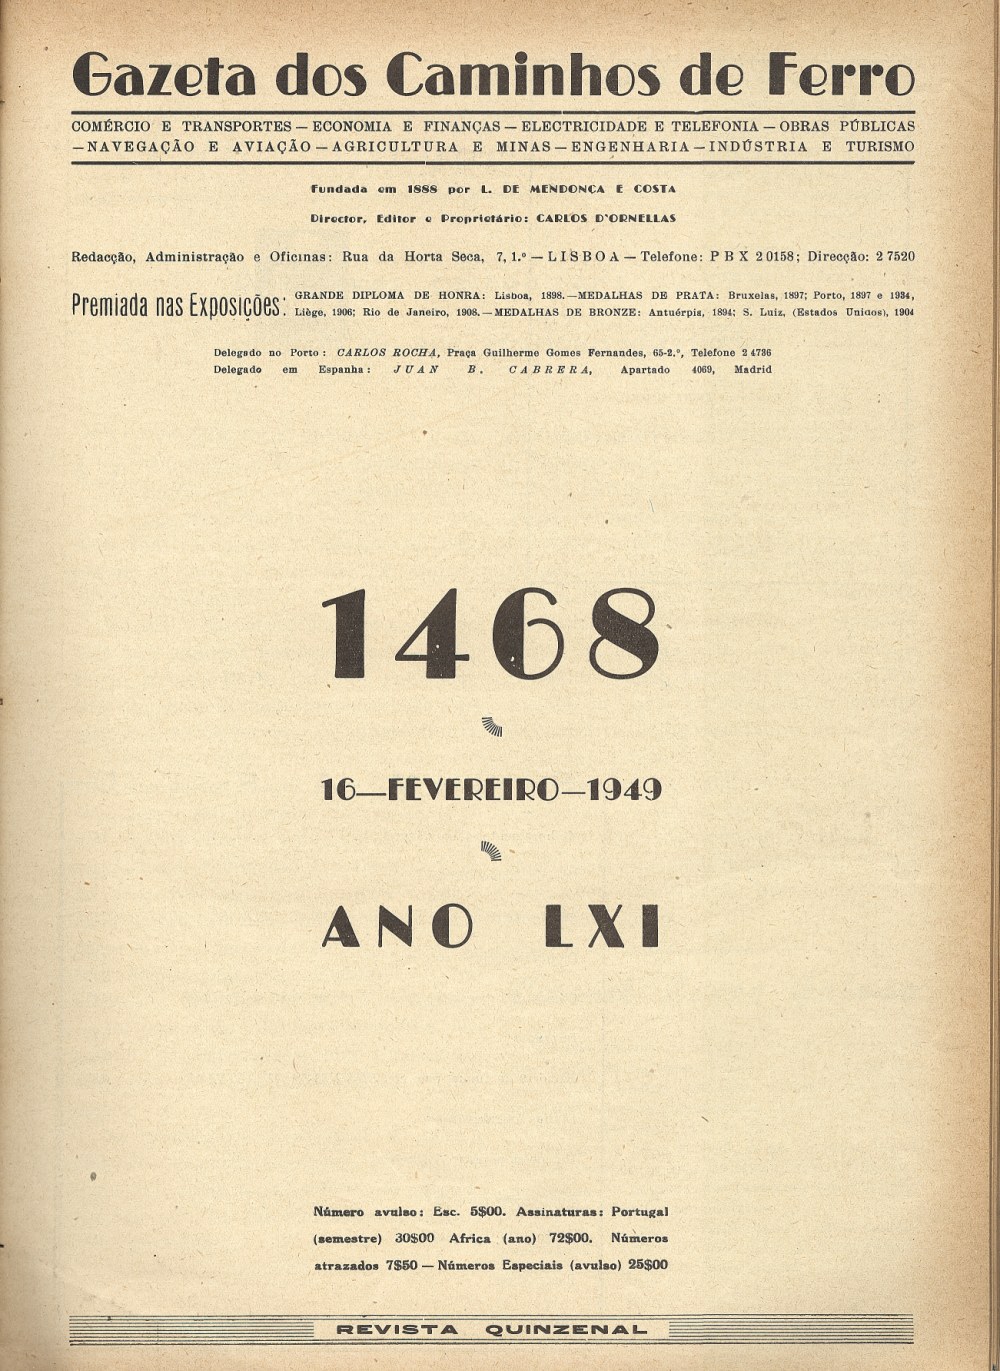 Gazeta dos Caminhos de Ferro
COMÉRCIO E TRANSPORTES — ECONOMIA E FINANÇAS — ELECTRICIDADE E TELEFONIA — OBRAS PÚBLICAS
— NAVEGAÇÃO E AVIAÇÃO — AGRICULTURA E MINAS — ENGENHARIA — INDÚSTRIA E TURISMO
Fundada em 1888 por L. DE MENDONÇA E COSTA
Director, Editor e Proprietário: CARLOS D'ORNELLAS
Redacção, Administração e Oficinas: Rua da Horta Seca, 7, 1.º — LISBOA — Telefone: PBX 2 0158; Direcção: 2 7520
Premiada nas Exposições: GRANDE DIPLOMA DE HONRA: Lisboa, 1898. — MEDALHAS DE PRATA: Bruxelas, 1897; Porto, 1897 e 1934,
Liège, 1906; Rio de Janeiro, 1908. — MEDALHAS DE BRONZE: Antuérpia, 1894; S. Luiz, (Estados Unidos), 1904
Delegado no Porto: CARLOS ROCHA, Praça Guilherme Gomes Fernandes, 65-2.º, Telefone 2 4736
Delegado em Espanha: JUAN B. CABRERA, Apartado 4069, Madrid
1468
16—FEVEREIRO—1949
ANO LXI
Número avulso: Esc. 5$00. Assinaturas: Portugal
(semestre) 30$00 Africa (ano) 72$00. Números
atrazados 7$50 — Números Especiais (avulso) 25$00
REVISTA QUINZENAL